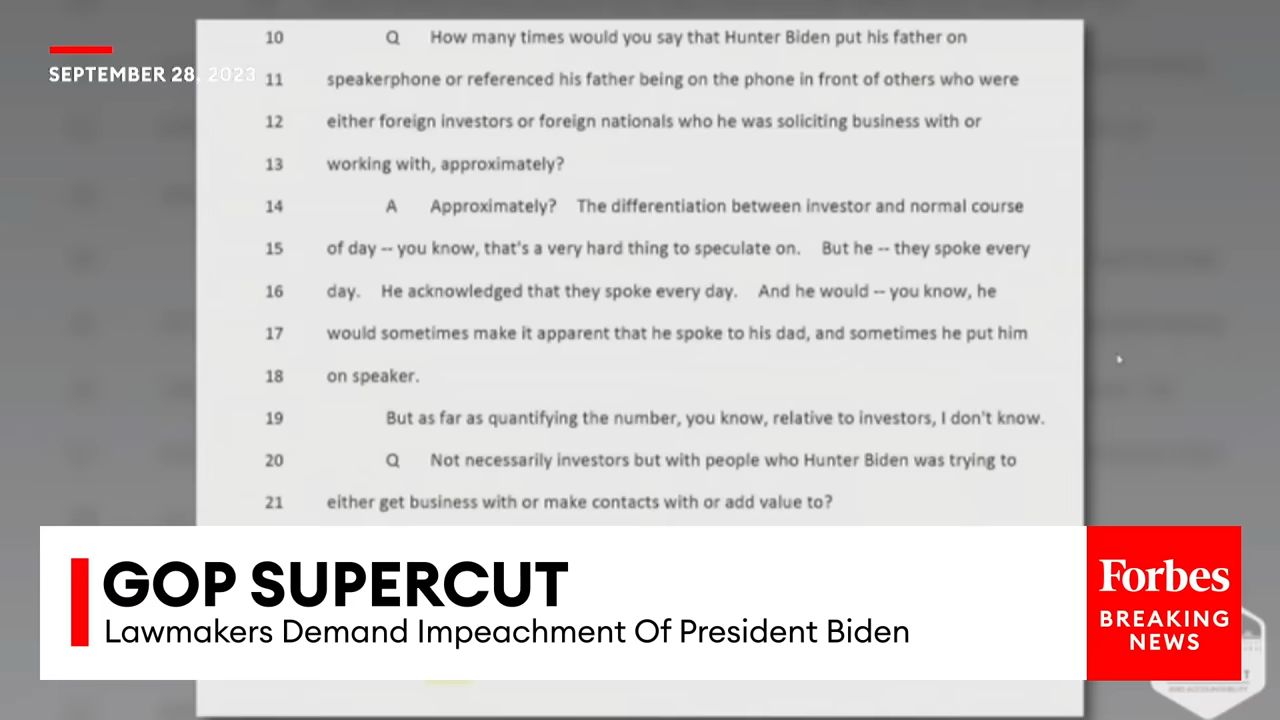 SEPTEMBER 28, 2023
10 Q How many times would you say that Hunter Biden put his father on
11 speakerphone or referenced his father being on the phone in front of others who were
12 either foreign investors or foreign nationals who he was soliciting business with or
13 working with, approximately?
14 A Approximately? The differentiation between investor and normal course
15 of day -- you know, that's a very hard thing to speculate on. But he -- they spoke every
16 day. He acknowledged that they spoke every day. And he would -- you know, he
17 would sometimes make it apparent that he spoke to his dad, and sometimes he put him
18 on speaker.
19 But as far as quantifying the number, you know, relative to investors, I don't know.
20 Q Not necessarily investors but with people who Hunter Biden was trying to
21 either get business with or make contacts with or add value to?
GOP SUPERCUT
Lawmakers Demand Impeachment Of President Biden
Forbes
BREAKING
NEWS
AND ACCOUNTABILITY